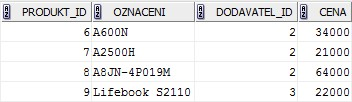 PRODUKT_ID OZNACENI DODAVATEL_ID CENA
6 A600N 2 34000
7 A2500H 2 21000
8 A8JN-4P019M 2 64000
9 Lifebook S2110 3 22000